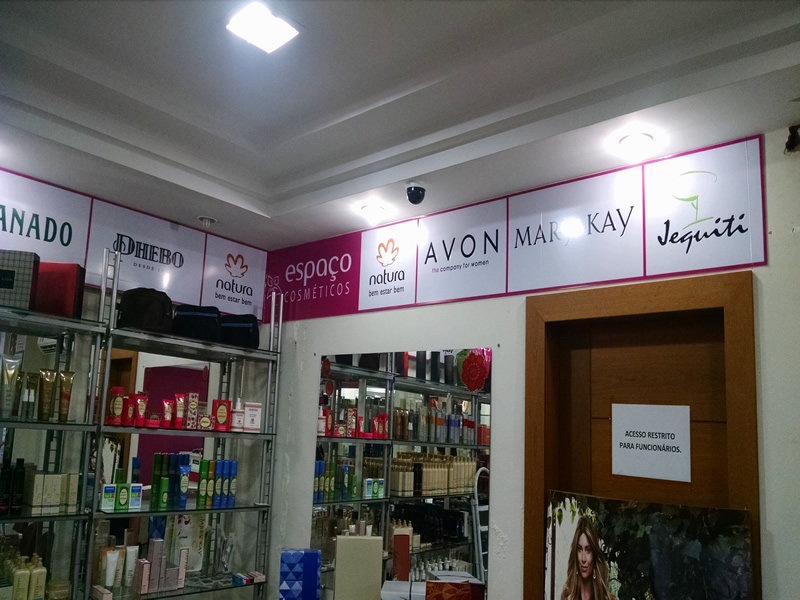 ANADO
DHEBO
DESDE
natura
bem estar bem
espaço
COSMÉTICOS
natura
bem estar bem
AVON
the company for women
MARY KAY
Jequiti
ACESSO RESTRITO
PARA FUNCIONÁRIOS.